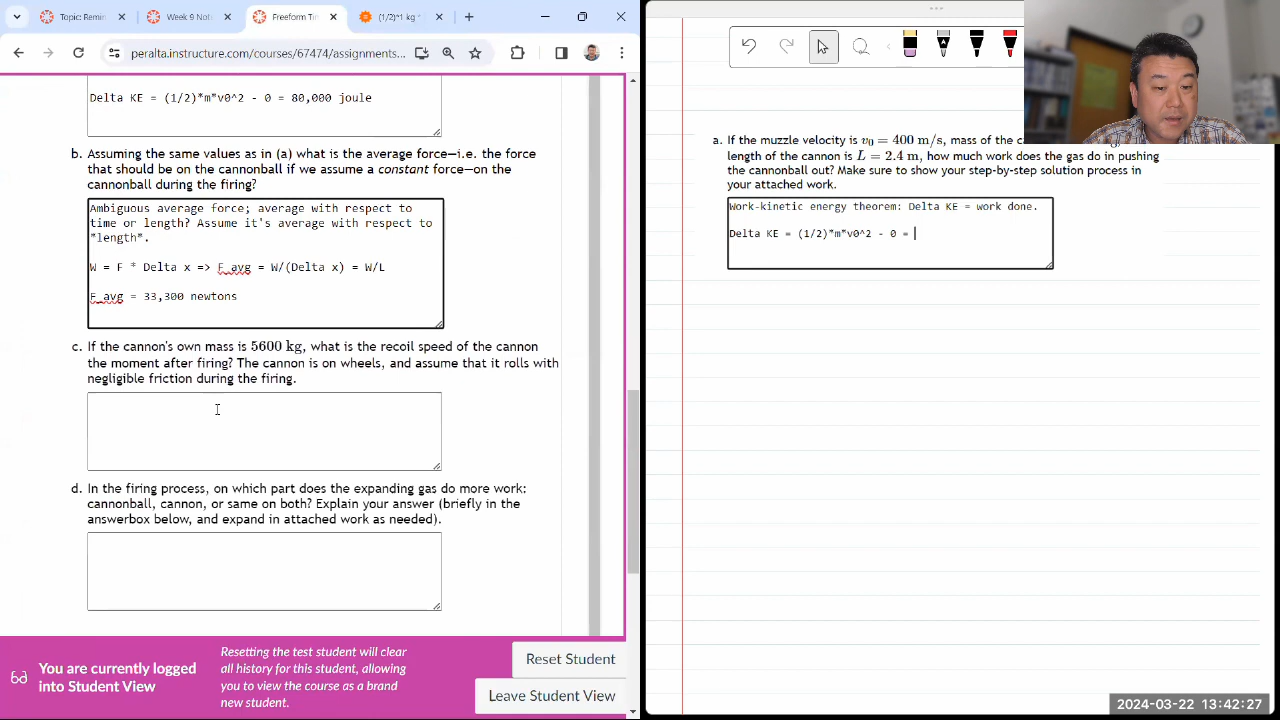 Topic: Remin
Week 9 Not
Freeform Tin
(1/2)*1 kg *
peralta.instructure.com/courses/674/assignments...
Delta KE = (1/2)*m*v0^2 - 0 = 80,000 joule
b. Assuming the same values as in (a) what is the average force—i.e. the force
that should be on the cannonball if we assume a constant force—on the
cannonball during the firing?
Ambiguous average force; average with respect to
time or length? Assume it's average with respect to
*length*.
W = F * Delta x => F_avg = W/(Delta x) = W/L
F_avg = 33,300 newtons
c. If the cannon's own mass is 5600 kg, what is the recoil speed of the cannon
the moment after firing? The cannon is on wheels, and assume that it rolls with
negligible friction during the firing.
d. In the firing process, on which part does the expanding gas do more work:
cannonball, cannon, or same on both? Explain your answer (briefly in the
answerbox below, and expand in attached work as needed).
You are currently logged
into Student View
Resetting the test student will clear
all history for this student, allowing
you to view the course as a brand
new student.
Reset Student
Leave Student View
a. If the muzzle velocity is v0 = 400 m/s, mass of the c
length of the cannon is L = 2.4 m, how much work does the gas do in pushing
the cannonball out? Make sure to show your step-by-step solution process in
your attached work.
Work-kinetic energy theorem: Delta KE = work done.
Delta KE = (1/2)*m*v0^2 - 0 =
2024-03-22 13:42:27